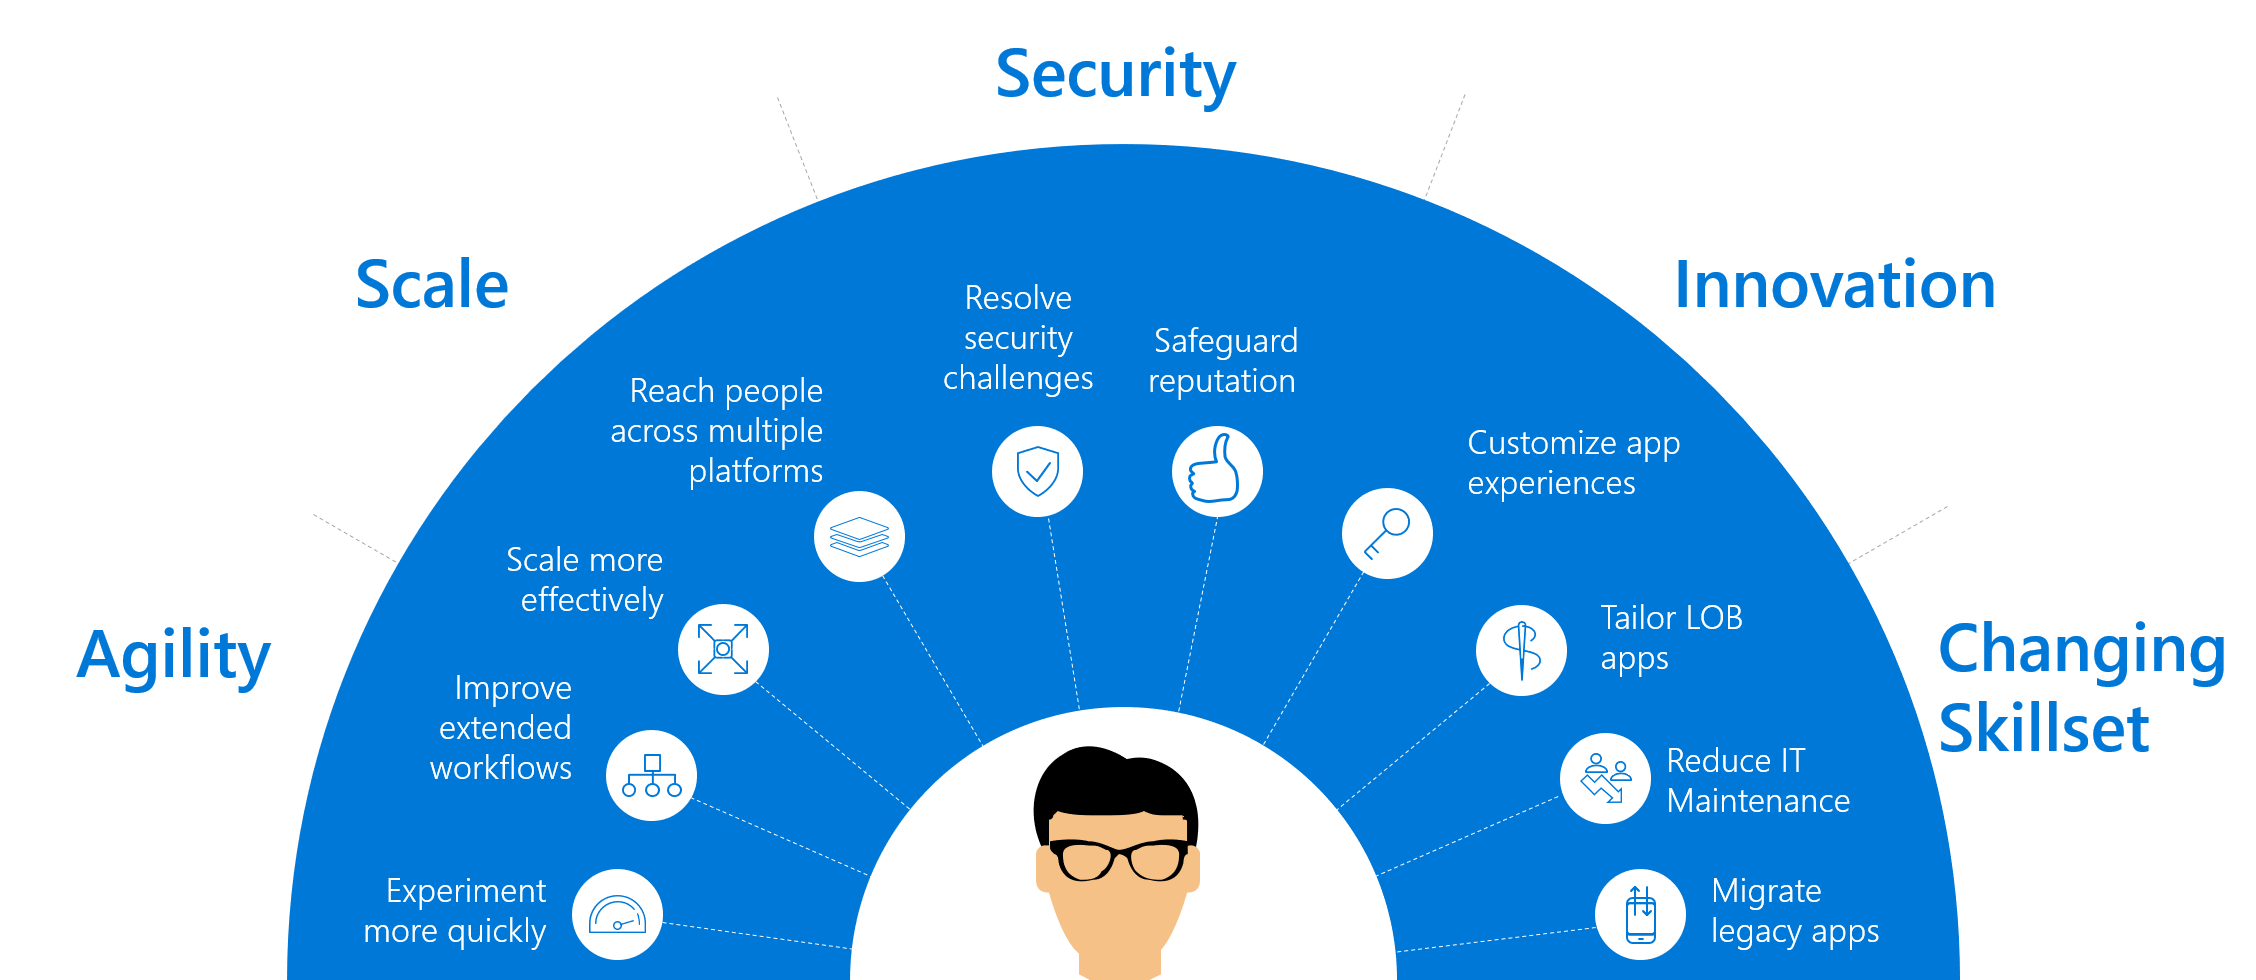 Security
Scale
Innovation
Agility
Changing
Skillset
Resolve
security
challenges
Safeguard
reputation
Reach people
across multiple
platforms
Customize app
experiences
Scale more
effectively
Tailor LOB
apps
Improve
extended
workflows
Reduce IT
Maintenance
Experiment
more quickly
Migrate
legacy apps